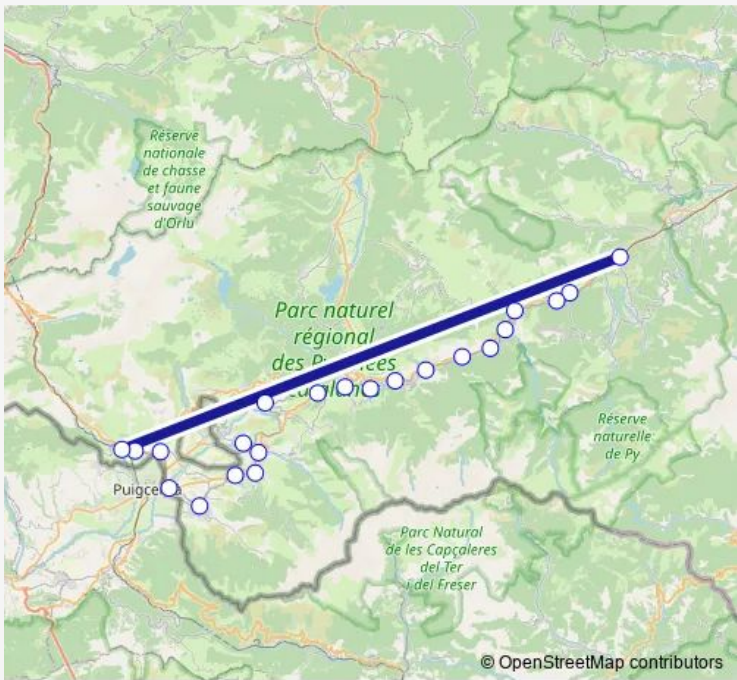 Réserve
nationale
de chasse
et faune
sauvage
d'Orlu
Parc naturel
régional
des
Réserve
naturelle
de Py
Parc Natural
de les Capçaleres
del Ter
i del Freser
© OpenStreetMap contributors